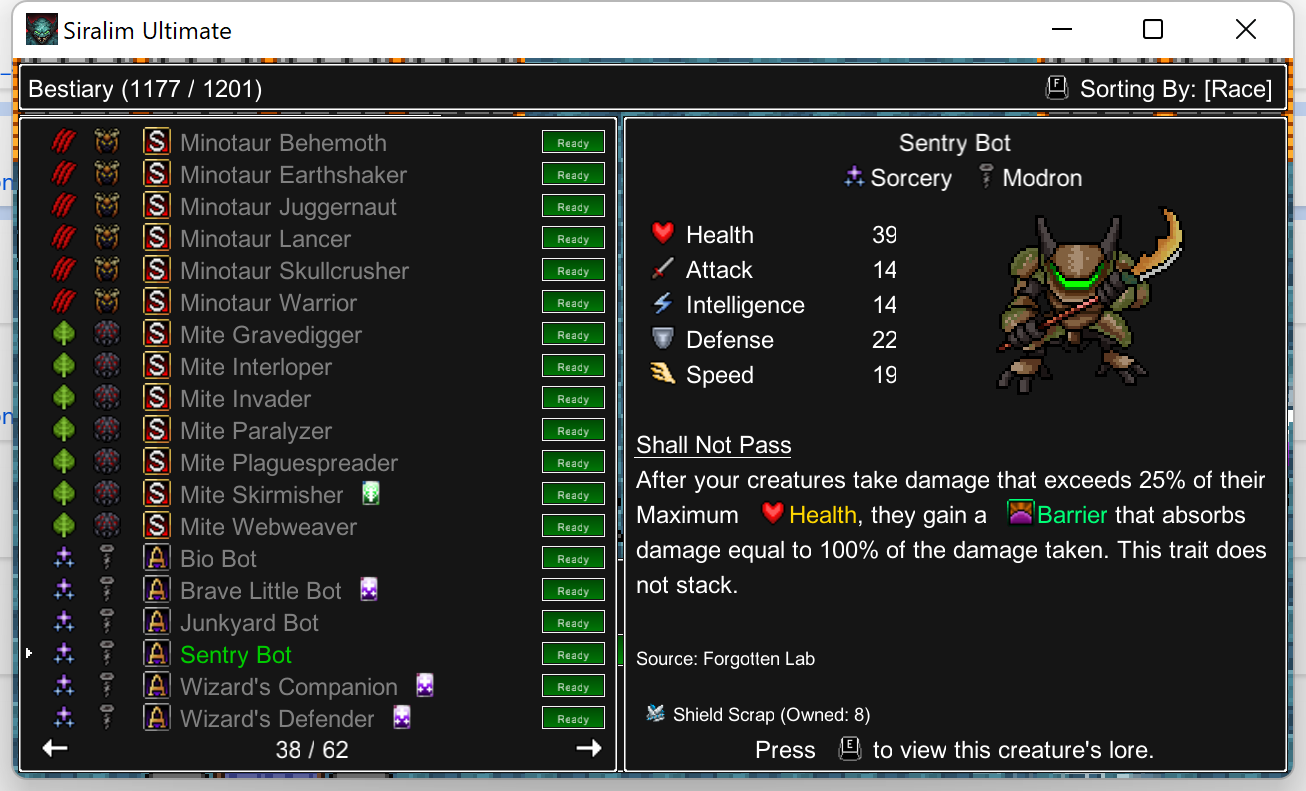 Siralim Ultimate
Bestiary (1177 / 1201)
F Sorting By: [Race]
S Minotaur Behemoth Ready
S Minotaur Earthshaker Ready
S Minotaur Juggernaut Ready
S Minotaur Lancer Ready
S Minotaur Skullcrusher Ready
S Minotaur Warrior Ready
S Mite Gravedigger Ready
S Mite Interloper Ready
S Mite Invader Ready
S Mite Paralyzer Ready
S Mite Plaguespreader Ready
S Mite Skirmisher Ready
S Mite Webweaver Ready
A Bio Bot Ready
A Brave Little Bot Ready
A Junkyard Bot Ready
A Sentry Bot Ready
A Wizard's Companion Ready
A Wizard's Defender Ready
38 / 62
Sentry Bot
Sorcery Modron
Health 39
Attack 14
Intelligence 14
Defense 22
Speed 19
Shall Not Pass
After your creatures take damage that exceeds 25% of their
Maximum Health, they gain a Barrier that absorbs
damage equal to 100% of the damage taken. This trait does
not stack.
Source: Forgotten Lab
Shield Scrap (Owned: 8)
Press E to view this creature's lore.